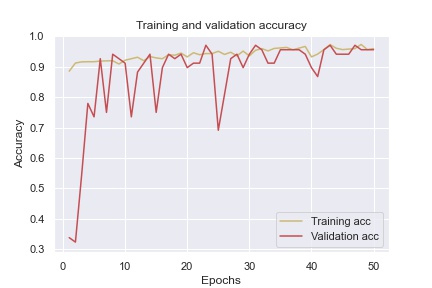 Training and validation accuracy
1.0
0.9
0.8
0.7
0.6
0.5
0.4
0.3
Accuracy
Training acc
Validation acc
0 10 20 30 40 50
Epochs